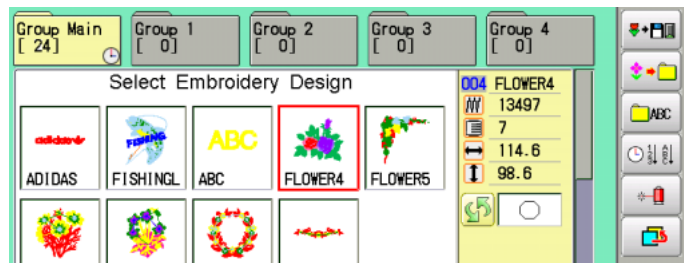 Group Main
[ 24]
Group 1
[ 0]
Group 2
[ 0]
Group 3
[ 0]
Group 4
[ 0]
Select Embroidery Design
004 FLOWER4
13497
7
114.6
98.6
adidas
FISHING
ABC
ADIDAS
FISHINGL
ABC
FLOWER4
FLOWER5
ABC